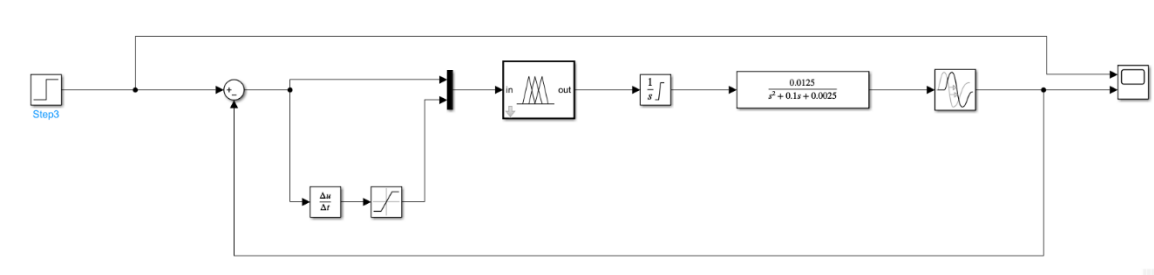 Step3
+
−
Δu
Δt
in
out
1
s
0.0125
s² + 0.1s + 0.0025